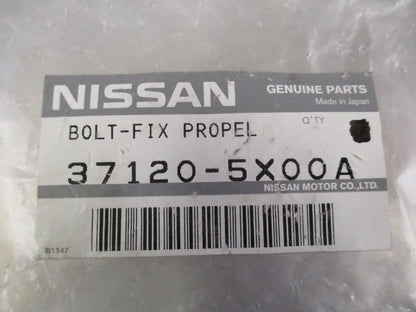 NISSAN
GENUINE PARTS
Made in Japan
BOLT-FIX PROPEL
Q'TY
37120-5X00A
NISSAN MOTOR CO.,LTD.
B1147